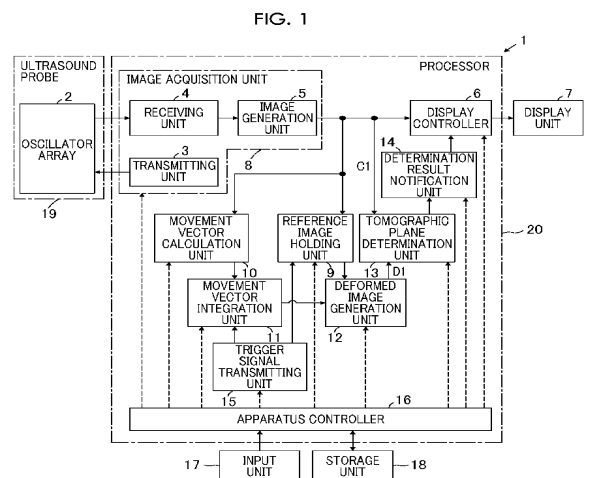 FIG. 1
1
ULTRASOUND
PROBE
PROCESSOR
IMAGE ACQUISITION UNIT
2
4
5
6
7
OSCILLATOR
ARRAY
RECEIVING
UNIT
IMAGE
GENERATION
UNIT
DISPLAY
CONTROLLER
DISPLAY
UNIT
3
TRANSMITTING
UNIT
8
C1
14
DETERMINATION
RESULT
NOTIFICATION
UNIT
19
20
MOVEMENT
VECTOR
CALCULATION
UNIT
REFERENCE
IMAGE
HOLDING
UNIT
TOMOGRAPHIC
PLANE
DETERMINATION
UNIT
10
9
13
D1
MOVEMENT
VECTOR
INTEGRATION
UNIT
DEFORMED
IMAGE
GENERATION
UNIT
11
12
TRIGGER
SIGNAL
TRANSMITTING
UNIT
15
16
APPARATUS CONTROLLER
17
INPUT
UNIT
STORAGE
UNIT
18